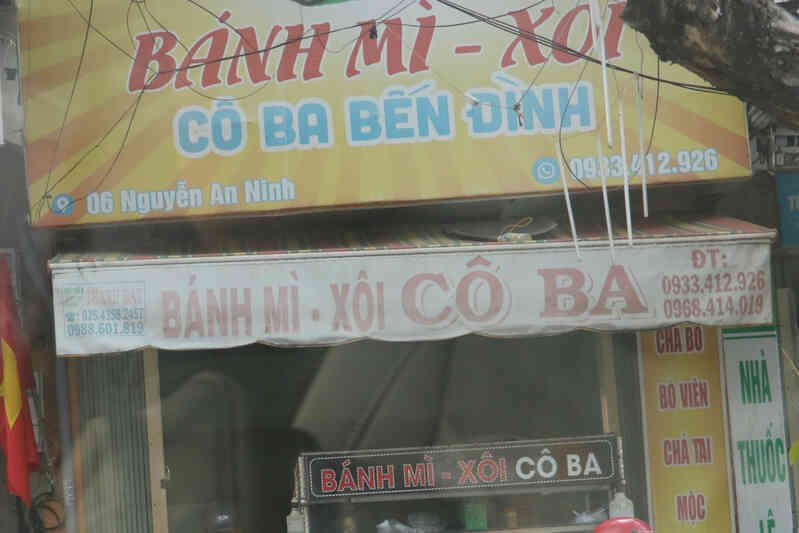 BÁNH MÌ - XÔI
CÔ BA BẾN ĐÌNH
06 Nguyễn An Ninh
0933.412.926
BÁNH MÌ - XÔI CÔ BA
ĐT:
0933.412.926
0968.414.019
0988.601.819
CHẢ BÒ
BÒ VIÊN
CHẢ TAI
MỘC
NHÀ
THUỐC
LÊ
BÁNH MÌ - XÔI CÔ BA